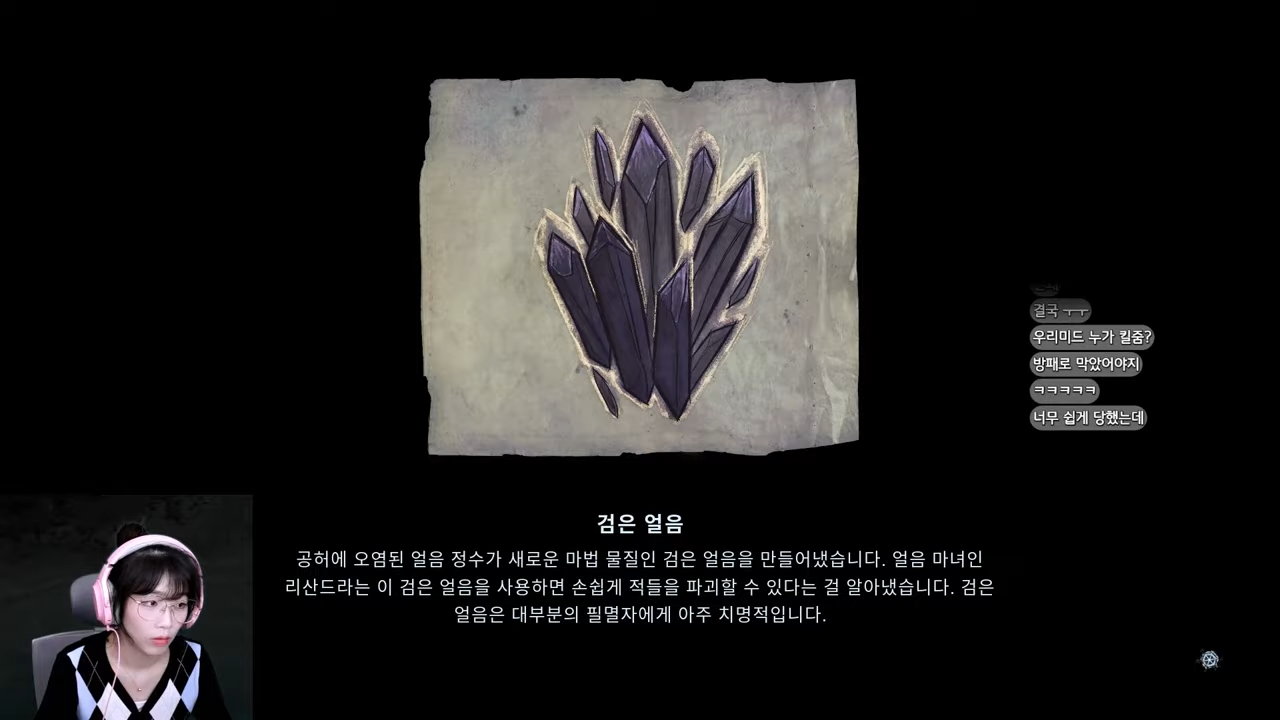 결국 ㅜㅜ
우리미드 누가 킬줌?
방패로 막았어야지
ㅋㅋㅋㅋㅋ
너무 쉽게 당했는데
검은 얼음
공허에 오염된 얼음 정수가 새로운 마법 물질인 검은 얼음을 만들어냈습니다. 얼음 마녀인
리산드라는 이 검은 얼음을 사용하면 손쉽게 적들을 파괴할 수 있다는 걸 알아냈습니다. 검은
얼음은 대부분의 필멸자에게 아주 치명적입니다.